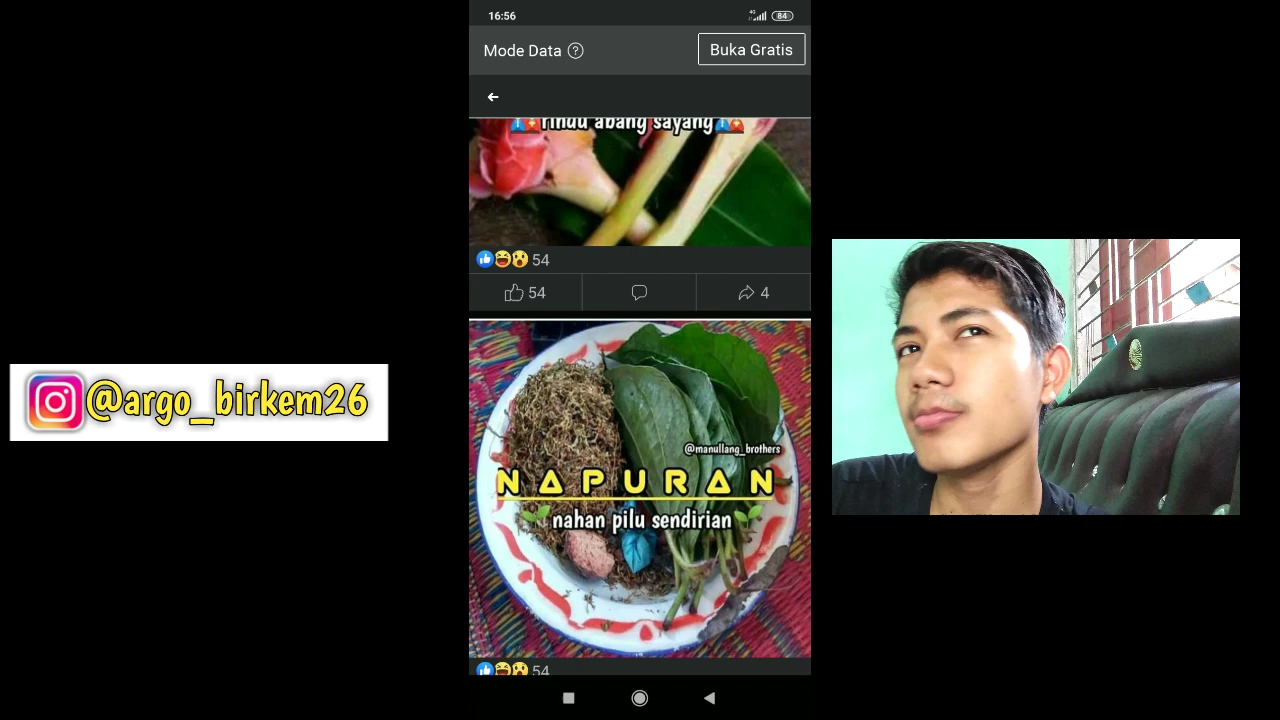 16:56
4G
84
Mode Data ?
Buka Gratis
rindu abang sayang
54
54
4
@manullang_brothers
NAPURAN
nahan pilu sendirian
54
@argo_birkem26